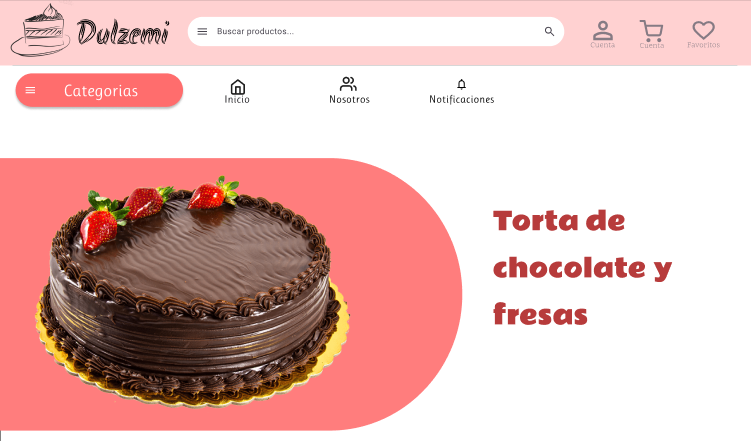 Dulzemi
Buscar productos...
Cuenta
Cuenta
Favoritos
Categorias
Inicio
Nosotros
Notificaciones
Torta de
chocolate y
fresas